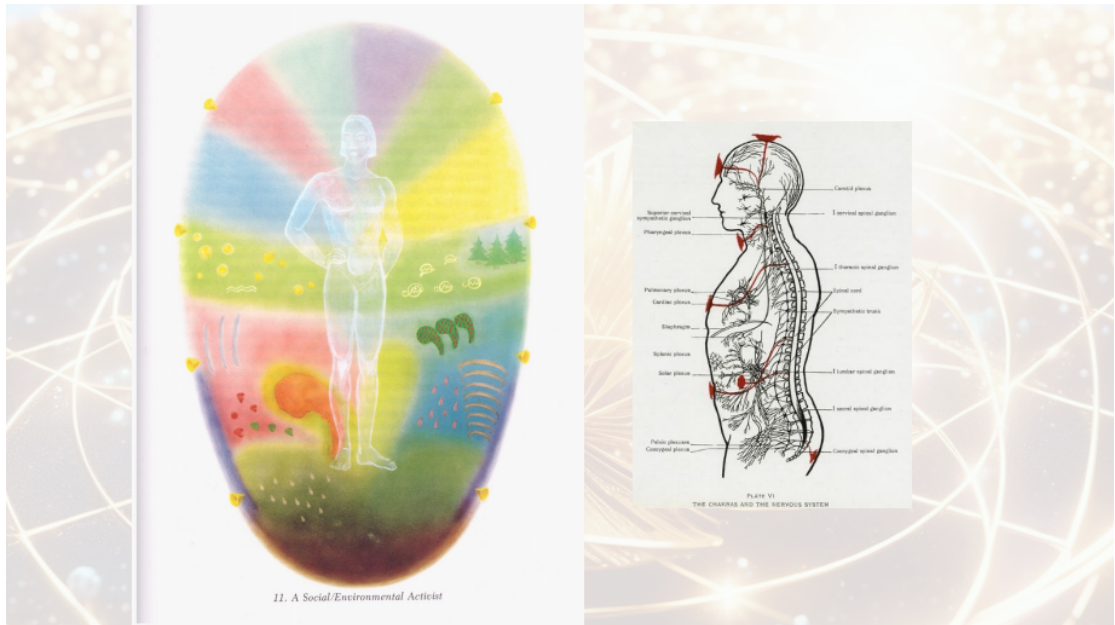 11. A Social/Environmental Activist
Carotid plexus
Superior cervical
sympathetic ganglion
I cervical spinal ganglion
Pharyngeal plexus
I thoracic spinal ganglion
Pulmonary plexus
Spinal cord
Cardiac plexus
Sympathetic trunk
Diaphragm
Splenic plexus
Solar plexus
I lumbar spinal ganglion
I sacral spinal ganglion
Pelvic plexuses
Coccygeal plexus
Coccygeal spinal ganglion
PLATE VI
THE CHAKRAS AND THE NERVOUS SYSTEM